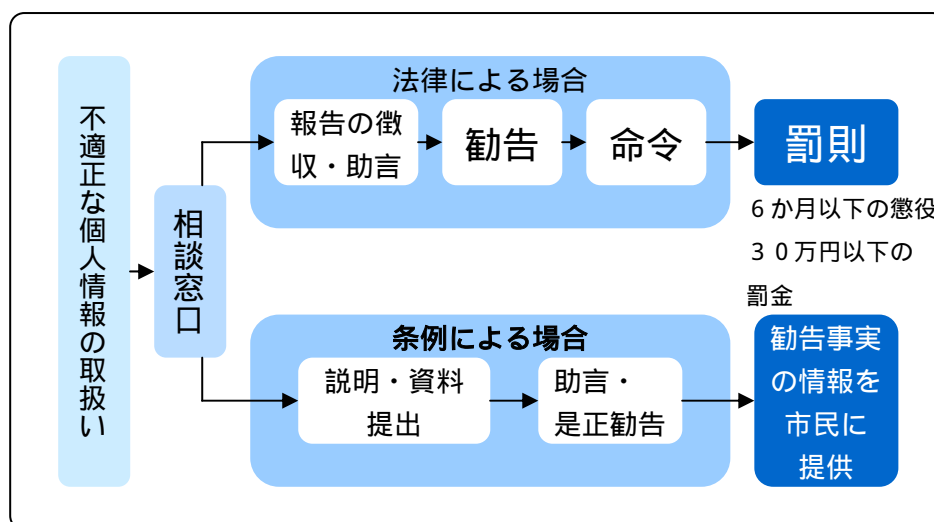 不適正な個人情報の取扱い
相談窓口
法律による場合
報告の徴
収・助言
勧告
命令
罰則
６か月以下の懲役
３０万円以下の
罰金
条例による場合
説明・資料
提出
助言・
是正勧告
勧告事実
の情報を
市民に
提供